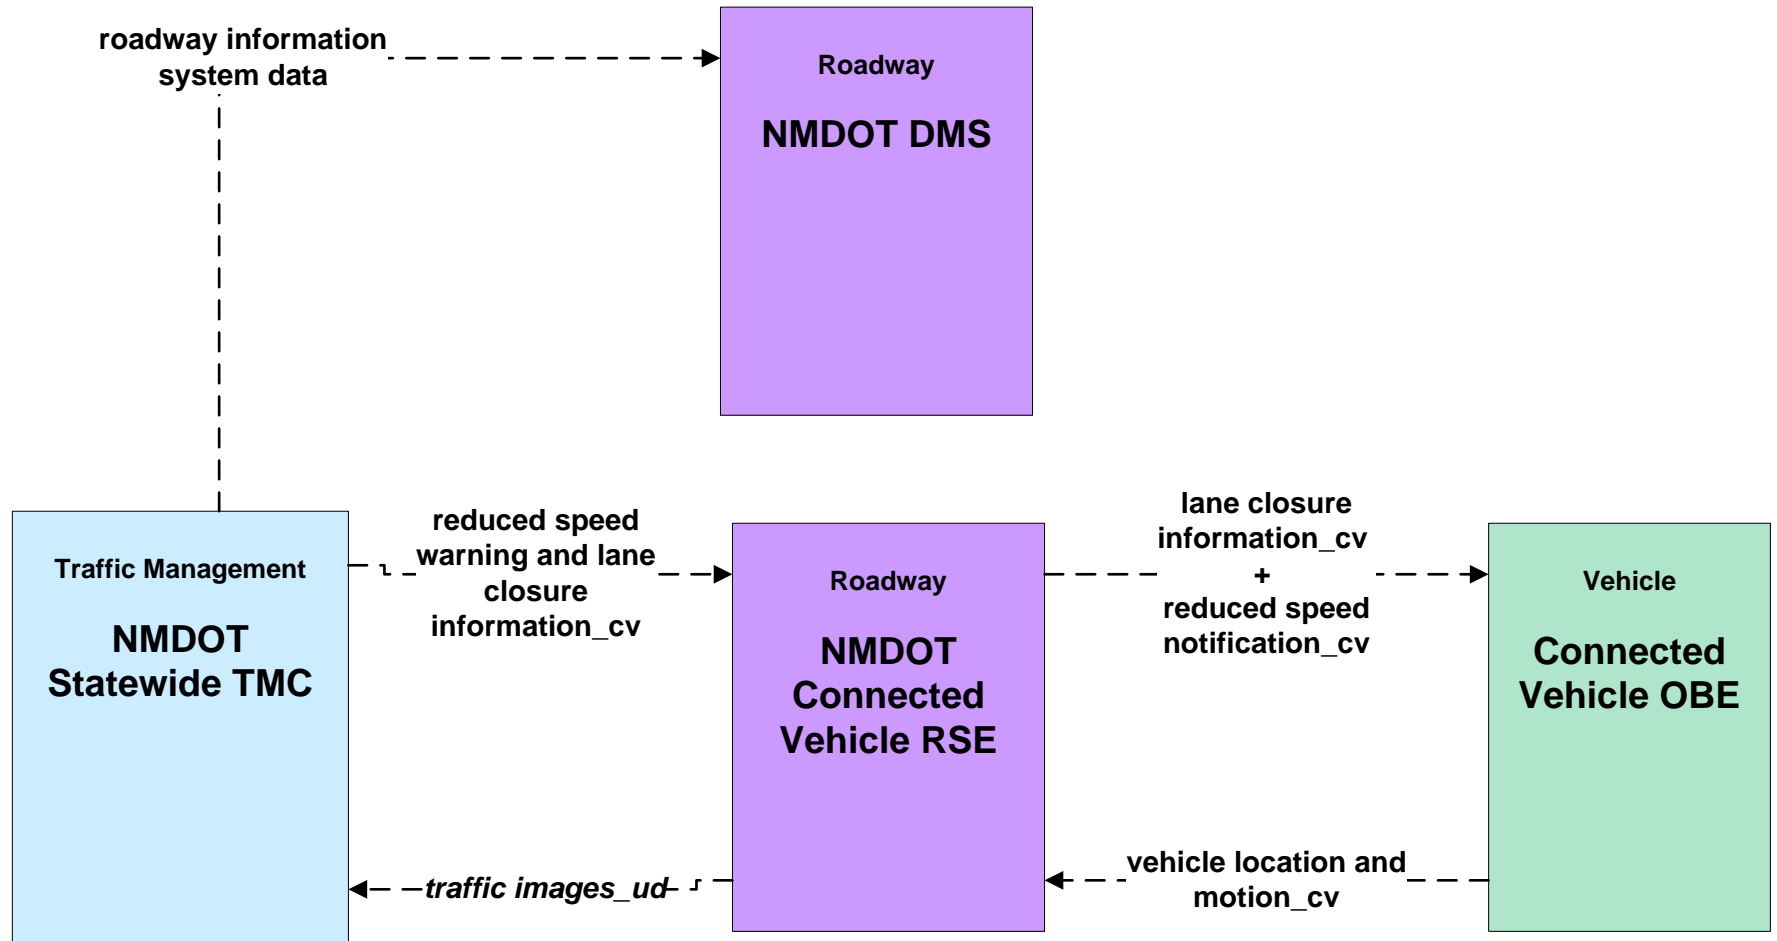 roadway information
system data
Roadway
NMDOT DMS
Traffic Management
NMDOT
Statewide TMC
reduced speed
warning and lane
closure
information_cv
Roadway
NMDOT
Connected
Vehicle RSE
lane closure
information_cv
+
reduced speed
notification_cv
Vehicle
Connected
Vehicle OBE
traffic images_ud
vehicle location and
motion_cv